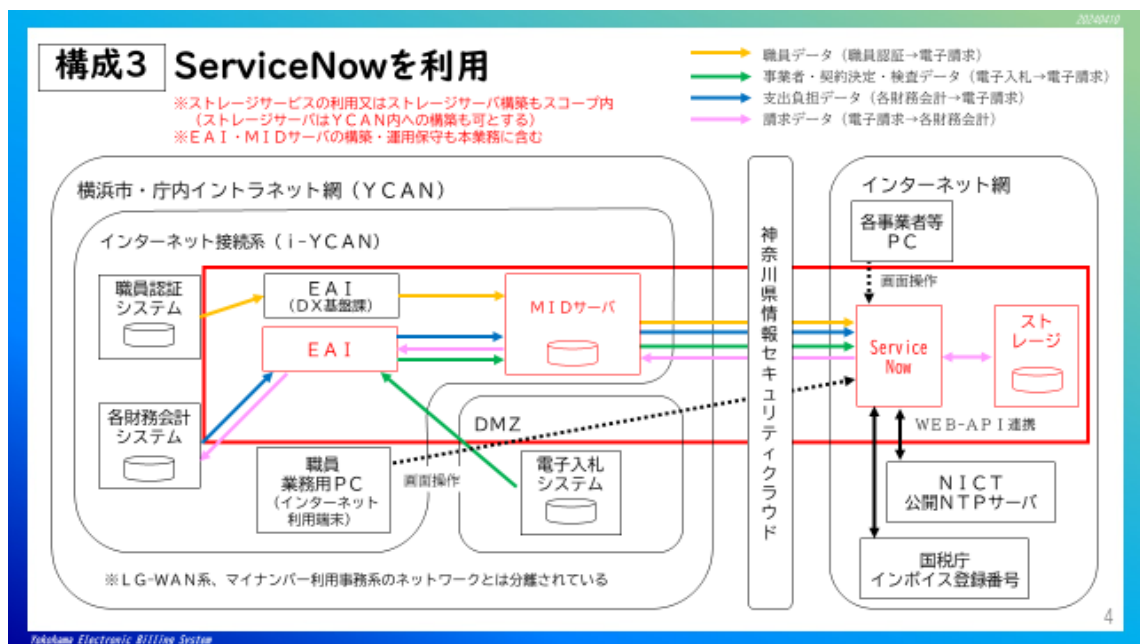 20240410
構成3 ServiceNowを利用
※ストレージサービスの利用又はストレージサーバ構築もスコープ内
(ストレージサーバはYCAN内への構築も可とする)
※EAI・MIDサーバの構築・運用保守も本業務に含む
職員データ(職員認証→電子請求)
事業者・契約決定・検査データ(電子入札→電子請求)
支出負担データ(各財務会計→電子請求)
請求データ(電子請求→各財務会計)
横浜市・庁内イントラネット網(YCAN)
インターネット接続系(i-YCAN)
職員認証
システム
EAI
(DX基盤課)
EAI
MIDサーバ
各財務会計
システム
職員
業務用PC
(インターネット
利用端末)
画面操作
DMZ
電子入札
システム
※LG-WAN系、マイナンバー利用事務系のネットワークとは分離されている
神奈川県情報セキュリティクラウド
インターネット網
各事業者等
PC
画面操作
Service
Now
スト
レージ
WEB-API連携
NICT
公開NTPサーバ
国税庁
インボイス登録番号
4
Yokohama Electronic Billing System